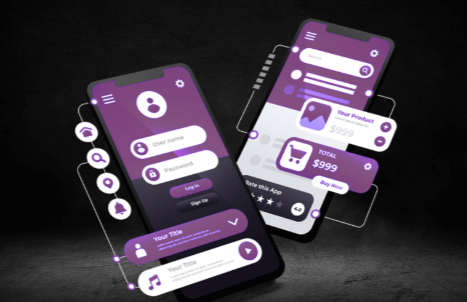 User name
Password
Log in
Sign Up
Your Title
Your Title
Search
Your Product
$999
TOTAL
$999
Buy Now
Rate this App
4.0